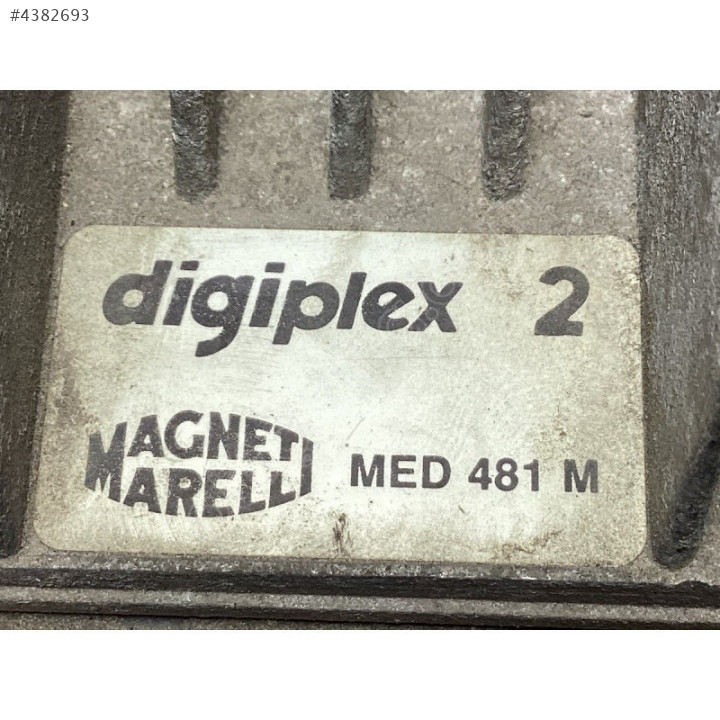 #4382693
digiplex 2
MAGNETI
MARELLI
MED 481 M